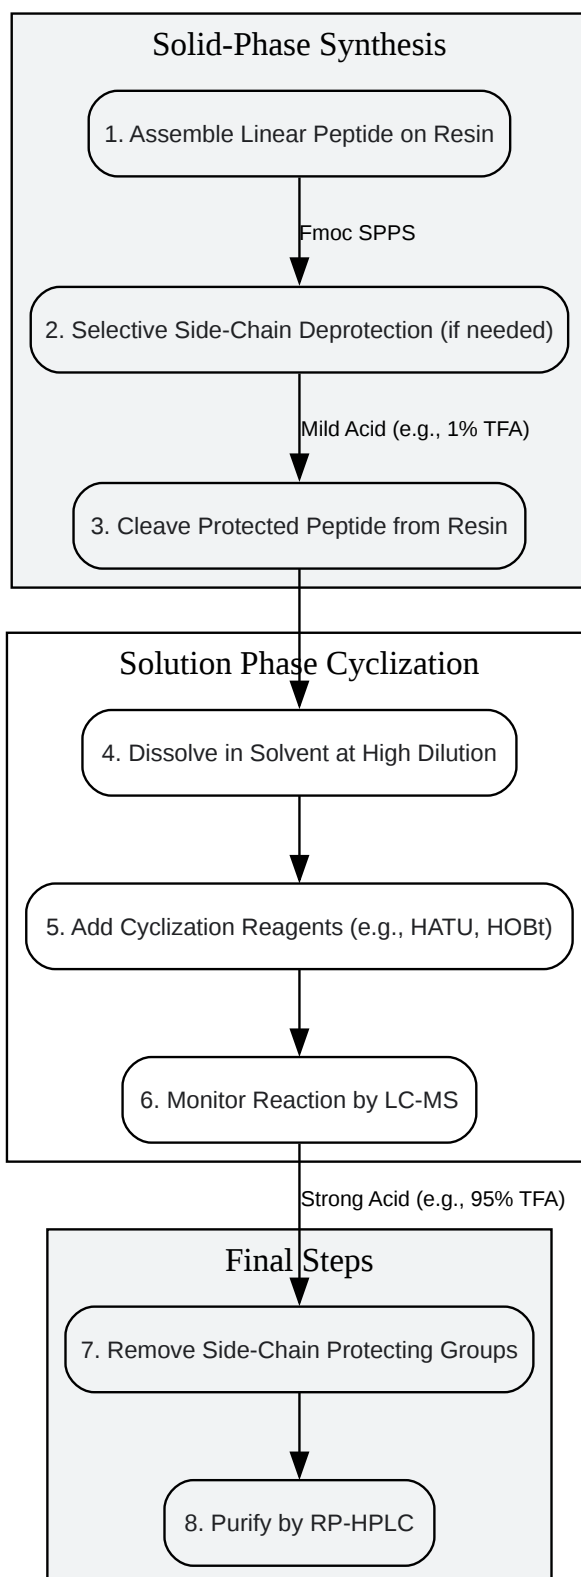 Solid-Phase Synthesis
1. Assemble Linear Peptide on Resin
Fmoc SPPS
2. Selective Side-Chain Deprotection (if needed)
Mild Acid (e.g., 1% TFA)
3. Cleave Protected Peptide from Resin
Solution Phase Cyclization
4. Dissolve in Solvent at High Dilution
5. Add Cyclization Reagents (e.g., HATU, HOBt)
6. Monitor Reaction by LC-MS
Strong Acid (e.g., 95% TFA)
Final Steps
7. Remove Side-Chain Protecting Groups
8. Purify by RP-HPLC